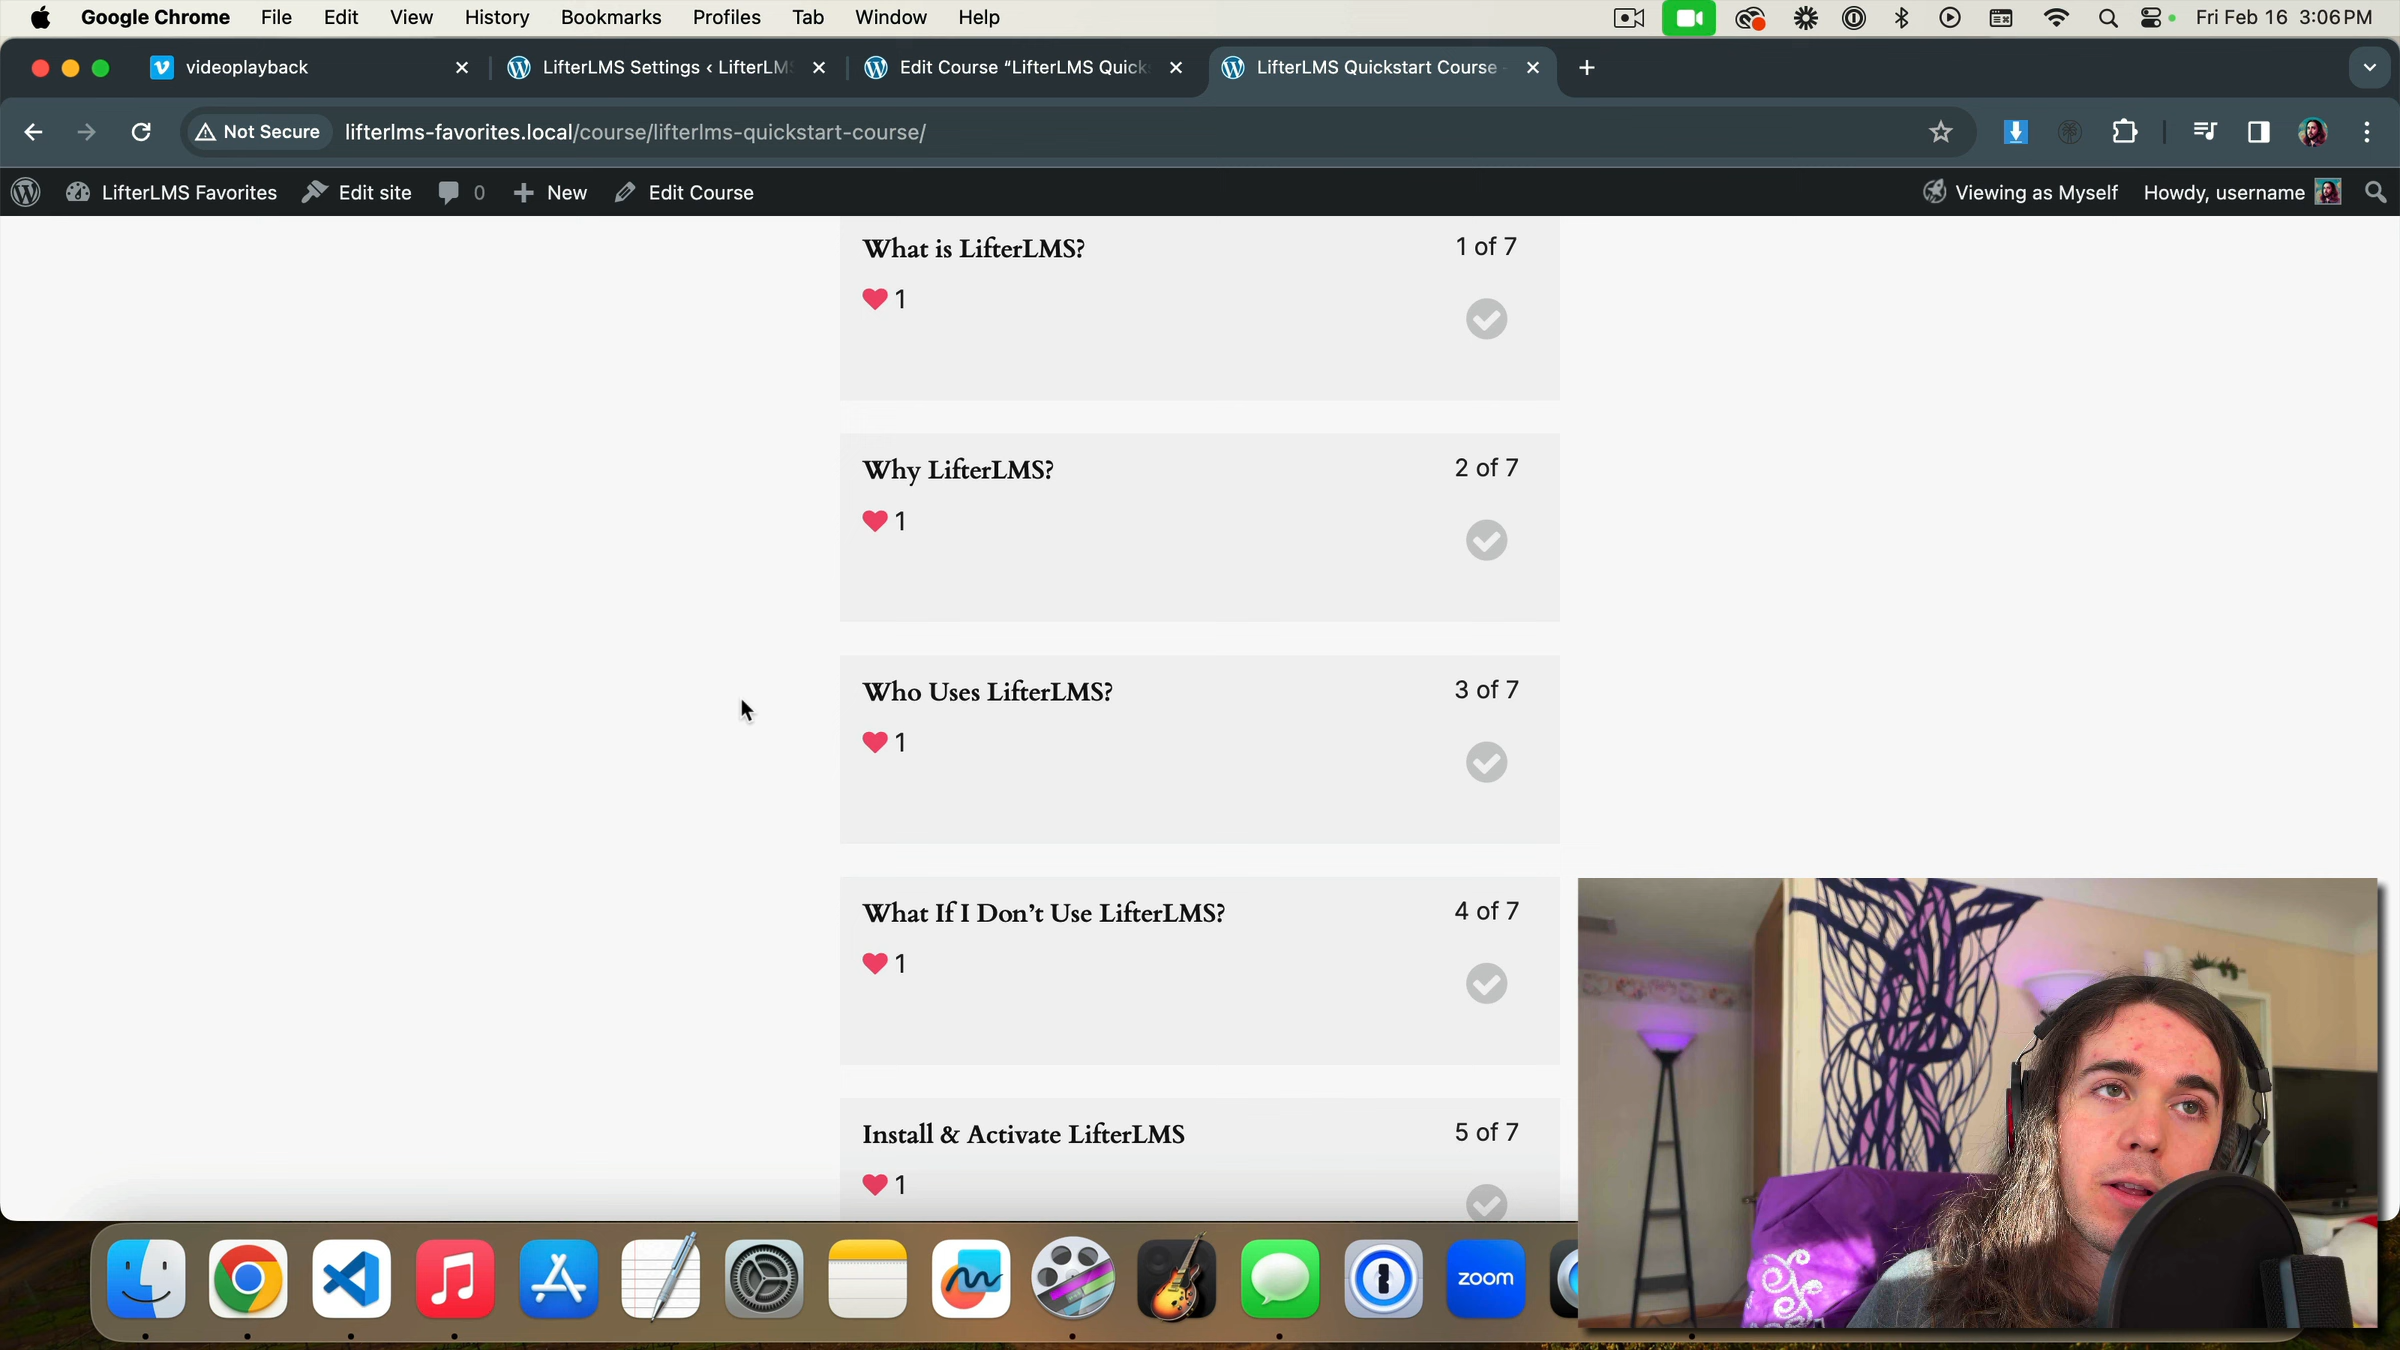 Google Chrome File Edit View History Bookmarks Profiles Tab Window Help Fri Feb 16 3:06 PM
videoplayback LifterLMS Settings ‹ LifterLMS Edit Course “LifterLMS Quick LifterLMS Quickstart Course
Not Secure lifterlms-favorites.local/course/lifterlms-quickstart-course/
LifterLMS Favorites Edit site 0 New Edit Course Viewing as Myself Howdy, username
What is LifterLMS? 1 of 7
1
Why LifterLMS? 2 of 7
1
Who Uses LifterLMS? 3 of 7
1
What If I Don’t Use LifterLMS? 4 of 7
1
Install & Activate LifterLMS 5 of 7
1
zoom